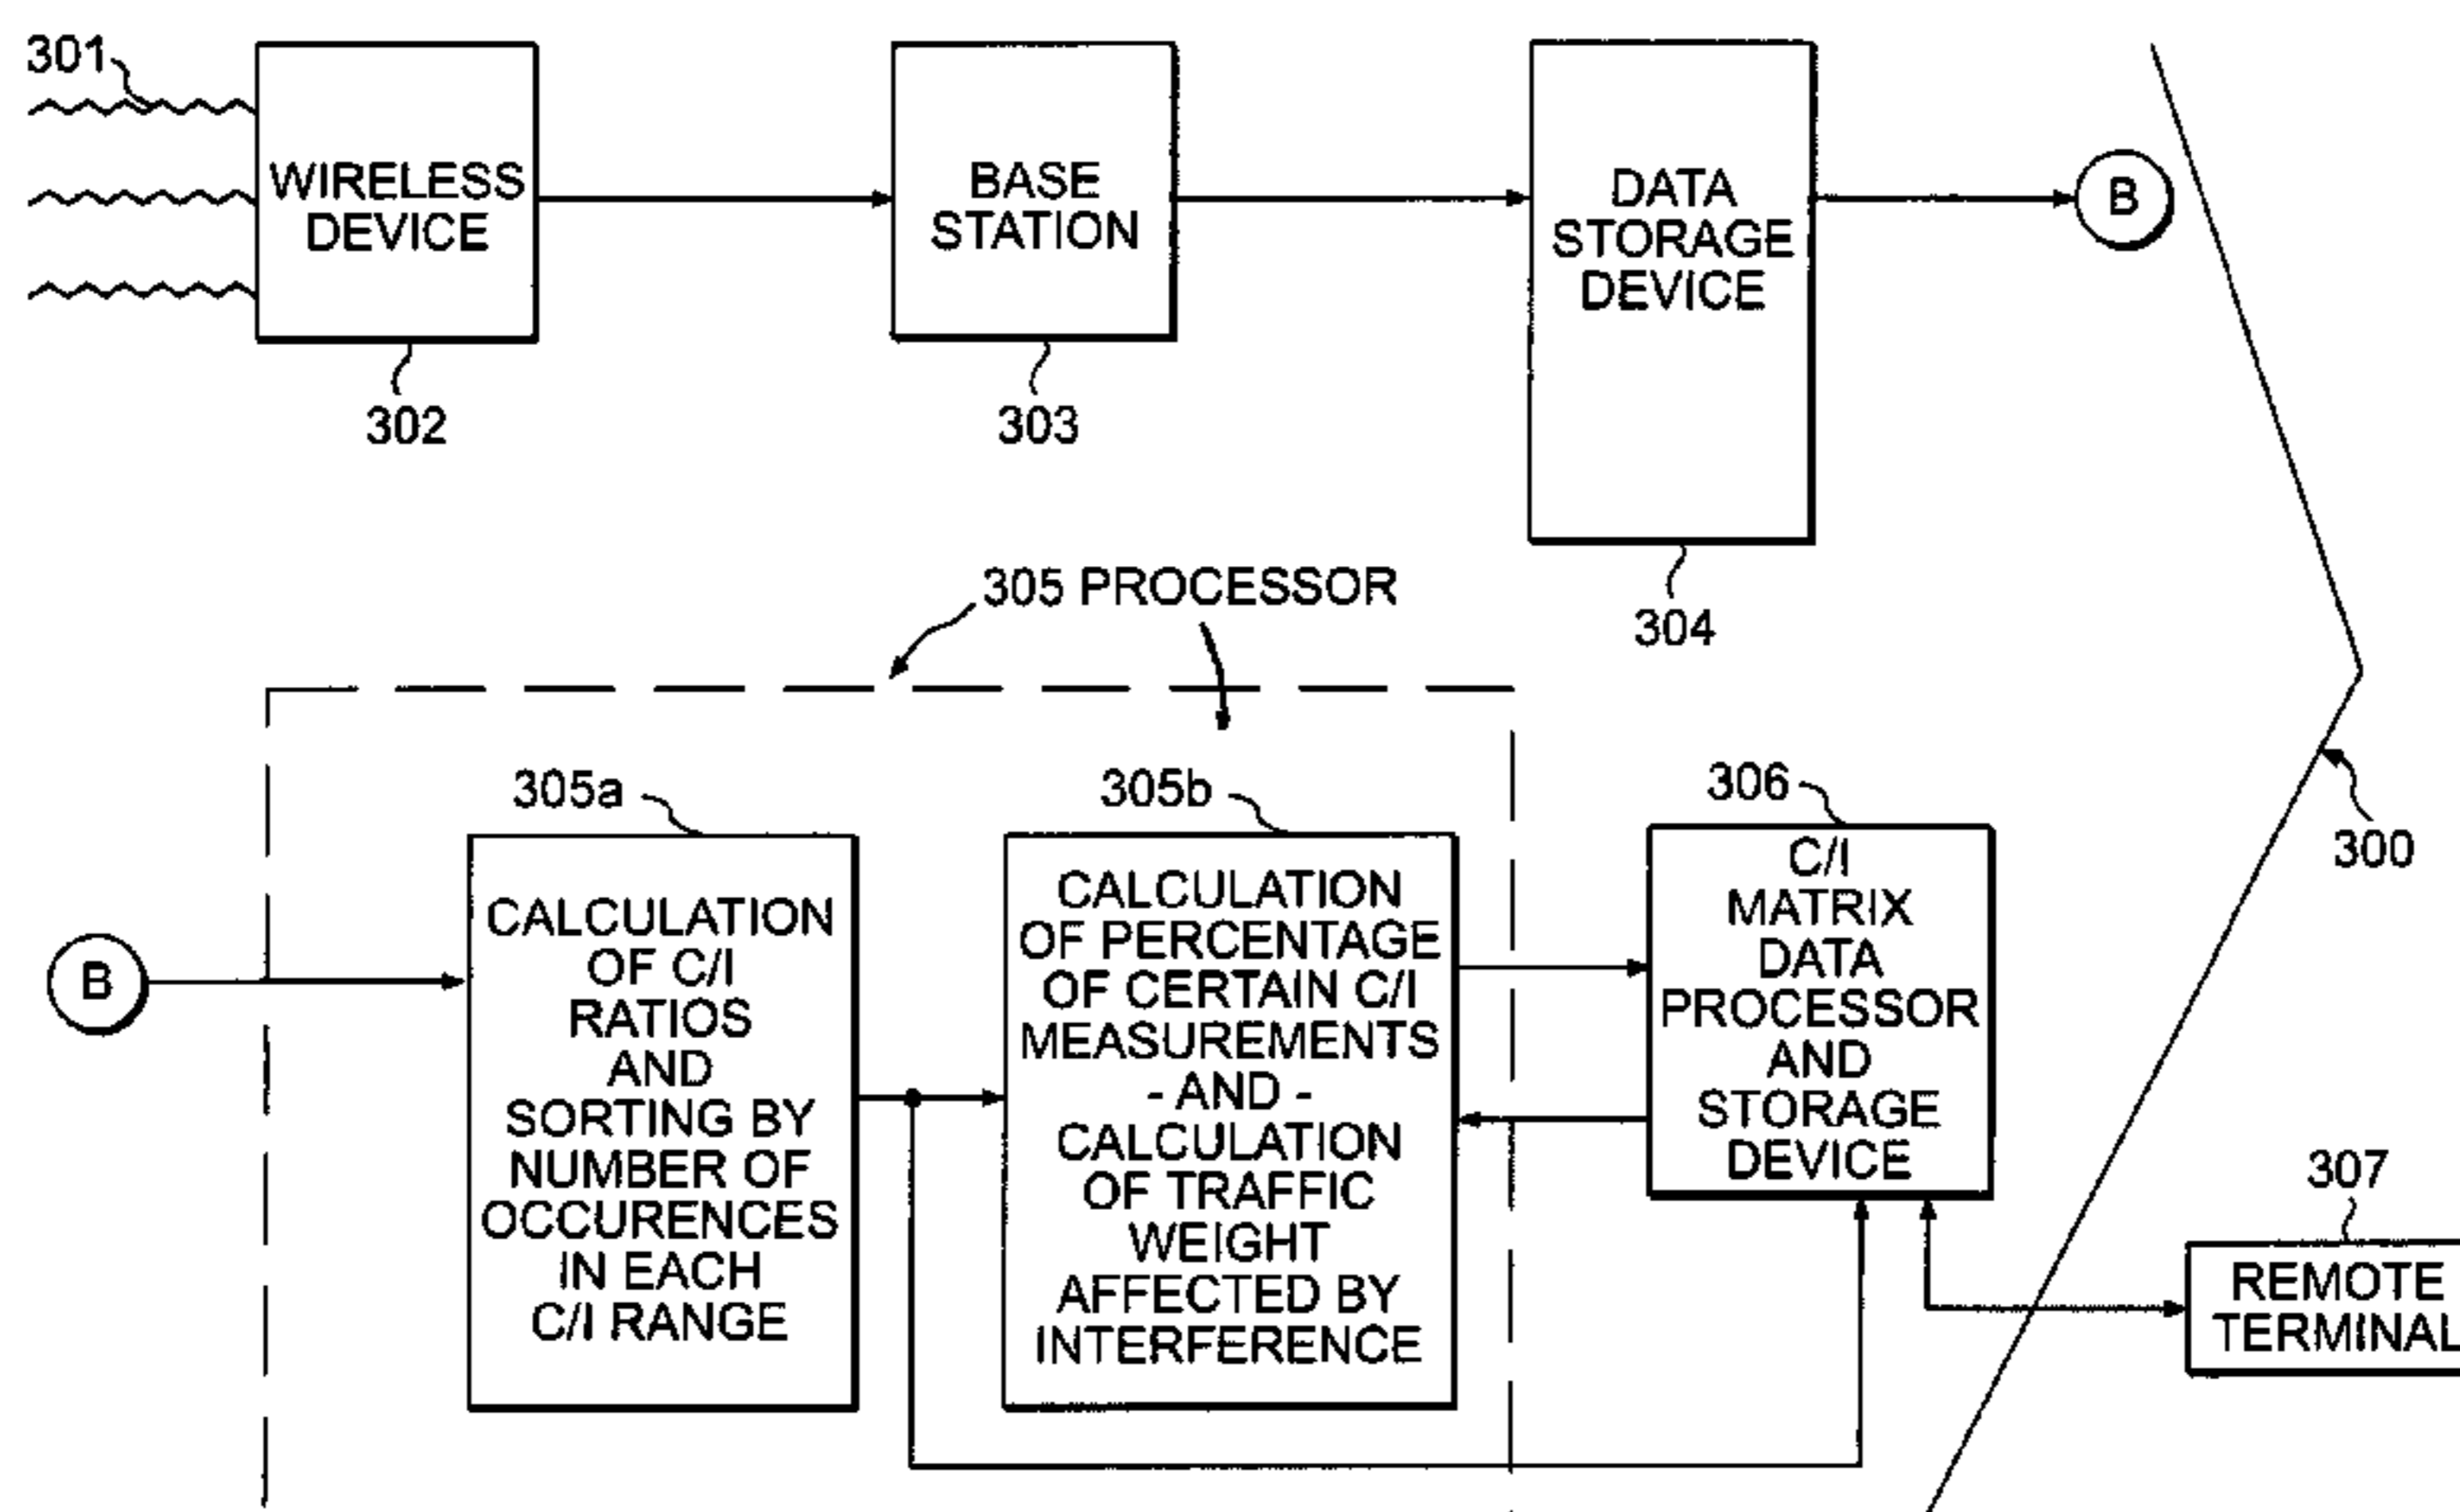 301
WIRELESS
DEVICE
302
BASE
STATION
303
DATA
STORAGE
DEVICE
304
B
305 PROCESSOR
300
B
305a
CALCULATION
OF C/I
RATIOS
AND
SORTING BY
NUMBER OF
OCCURENCES
IN EACH
C/I RANGE
305b
CALCULATION
OF PERCENTAGE
OF CERTAIN C/I
MEASUREMENTS
- AND -
CALCULATION
OF TRAFFIC
WEIGHT
AFFECTED BY
INTERFERENCE
306
C/I
MATRIX
DATA
PROCESSOR
AND
STORAGE
DEVICE
307
REMOTE
TERMINAL